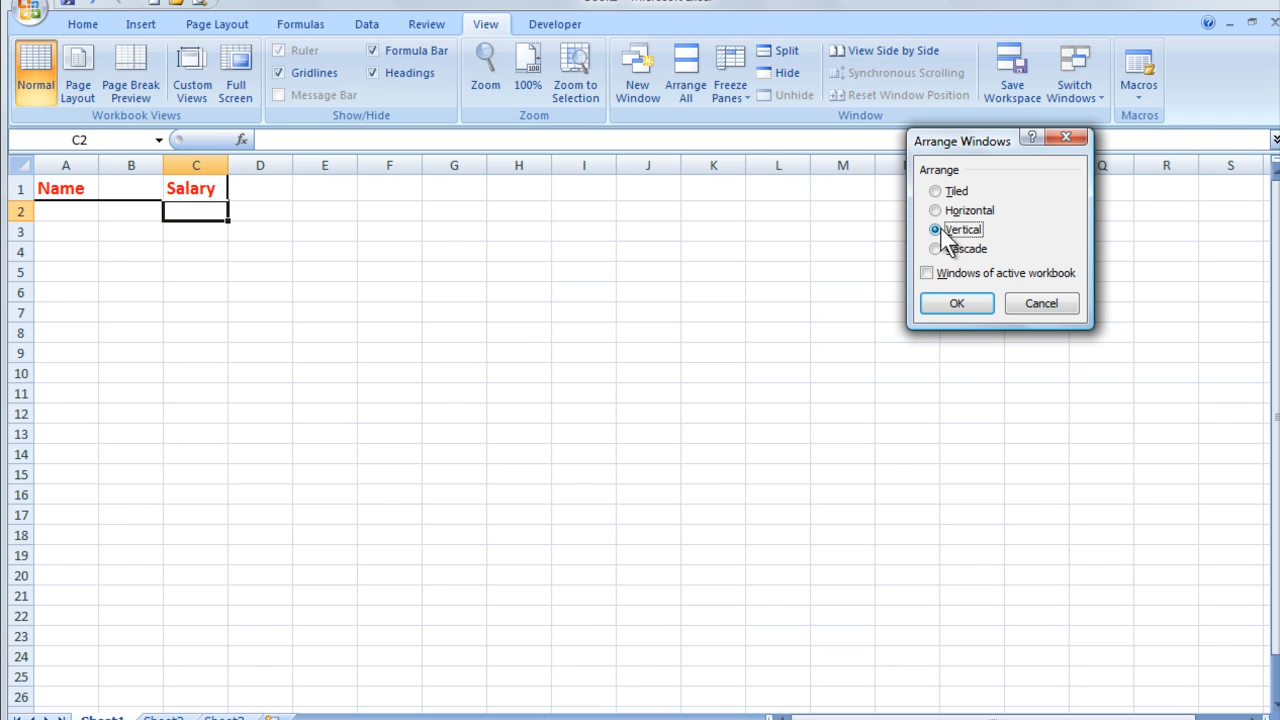 Home Insert Page Layout Formulas Data Review View Developer
Normal
Page Layout
Page Break Preview
Custom Views
Full Screen
Workbook Views
Ruler
Formula Bar
Gridlines
Headings
Message Bar
Show/Hide
Zoom
100%
Zoom to Selection
Zoom
New Window
Arrange All
Freeze Panes
Split
Hide
Unhide
View Side by Side
Synchronous Scrolling
Reset Window Position
Save Workspace
Switch Windows
Window
Macros
Macros
C2
fx
A B C D E F G H I J K L M Q R S
1 Name Salary
2
3
4
5
6
7
8
9
10
11
12
13
14
15
16
17
18
19
20
21
22
23
24
25
26
Arrange Windows
Arrange
Tiled
Horizontal
Vertical
Windows of active workbook
OK Cancel
Sheet1 Sheet2 Sheet3